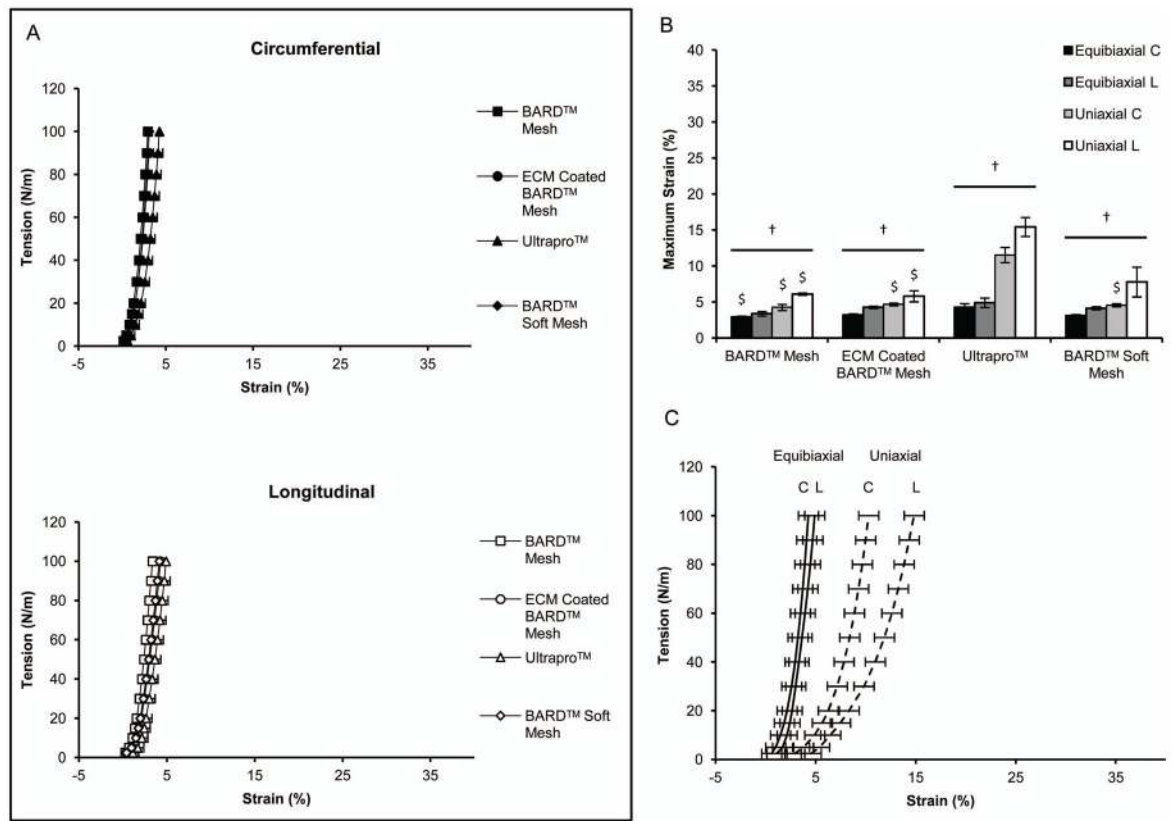 A
Circumferential
120
100
80
60
40
20
0
-5 5 15 25 35
Tension (N/m)
Strain (%)
BARD™
Mesh
ECM Coated
BARD™
Mesh
Ultrapro™
BARD™
Soft Mesh
Longitudinal
120
100
80
60
40
20
0
-5 5 15 25 35
Tension (N/m)
Strain (%)
BARD™
Mesh
ECM Coated
BARD™
Mesh
Ultrapro™
BARD™ Soft
Mesh
B
40
35
30
25
20
15
10
5
0
Maximum Strain (%)
Equibiaxial C
Equibiaxial L
Uniaxial C
Uniaxial L
† † † †
$ $ $ $ $ $
BARD™ Mesh
ECM Coated
BARD™ Mesh
Ultrapro™
BARD™ Soft
Mesh
C
Equibiaxial Uniaxial
C L C L
120
100
80
60
40
20
0
-5 5 15 25 35
Tension (N/m)
Strain (%)